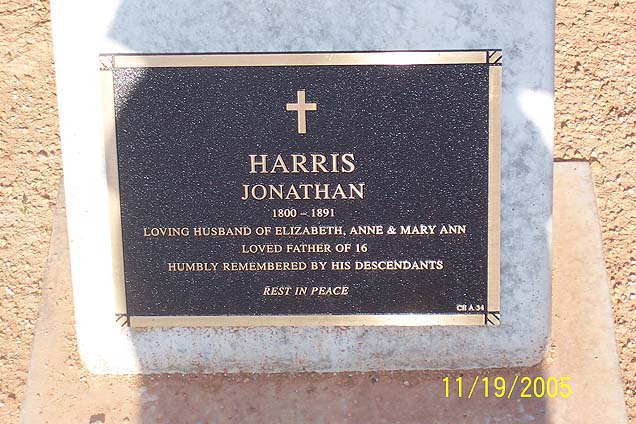 HARRIS
JONATHAN
1800 – 1891
LOVING HUSBAND OF ELIZABETH, ANNE & MARY ANN
LOVED FATHER OF 16
HUMBLY REMEMBERED BY HIS DESCENDANTS
REST IN PEACE
CE A 34
11/19/2005